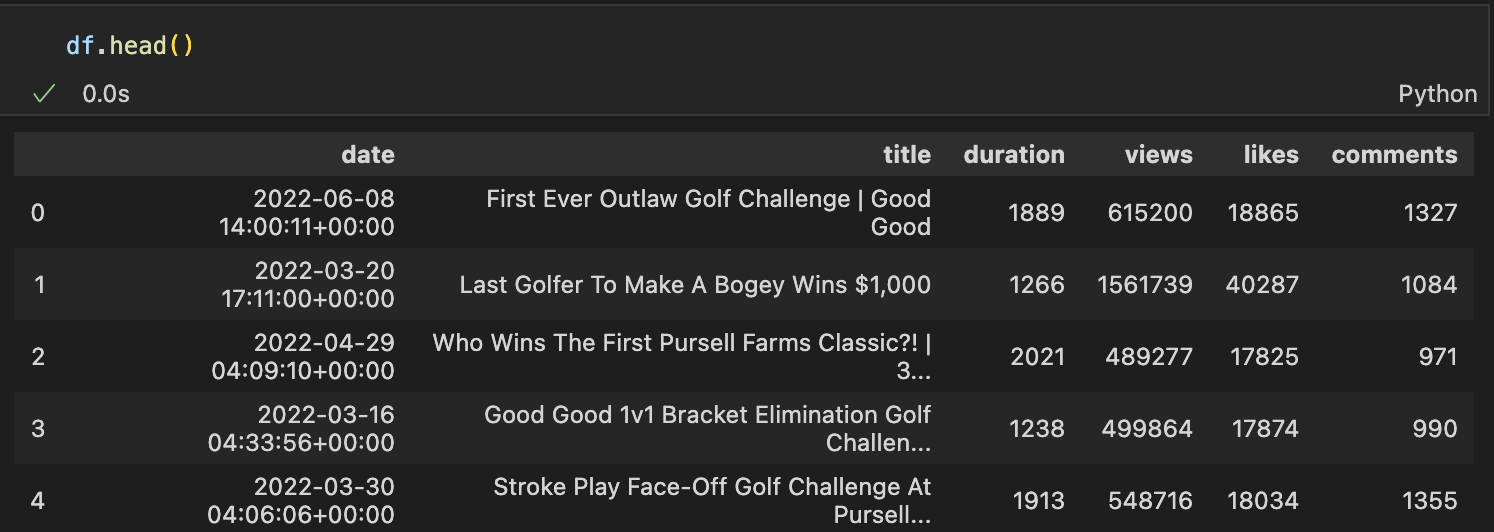 df.head()
0.0s
Python
date title duration views likes comments
0 2022-06-08 14:00:11+00:00 First Ever Outlaw Golf Challenge | Good Good 1889 615200 18865 1327
1 2022-03-20 17:11:00+00:00 Last Golfer To Make A Bogey Wins $1,000 1266 1561739 40287 1084
2 2022-04-29 04:09:10+00:00 Who Wins The First Pursell Farms Classic?! | 3... 2021 489277 17825 971
3 2022-03-16 04:33:56+00:00 Good Good 1v1 Bracket Elimination Golf Challen... 1238 499864 17874 990
4 2022-03-30 04:06:06+00:00 Stroke Play Face-Off Golf Challenge At Pursell... 1913 548716 18034 1355